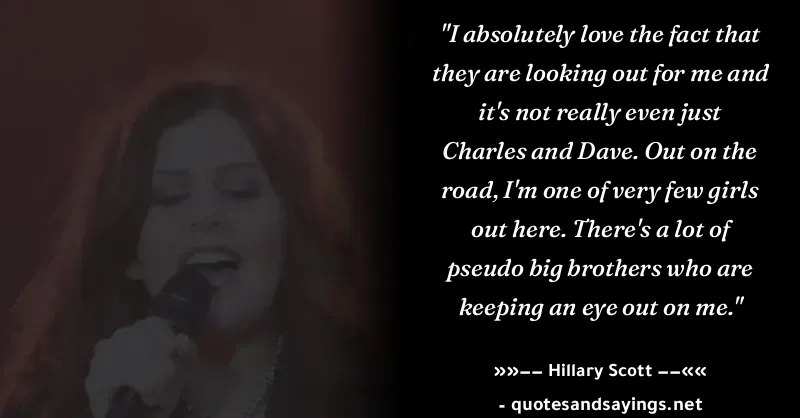 "I absolutely love the fact that
they are looking out for me and
it's not really even just
Charles and Dave. Out on the
road, I'm one of very few girls
out here. There's a lot of
pseudo big brothers who are
keeping an eye out on me."
»»–– Hillary Scott ––««
- quotesandsayings.net